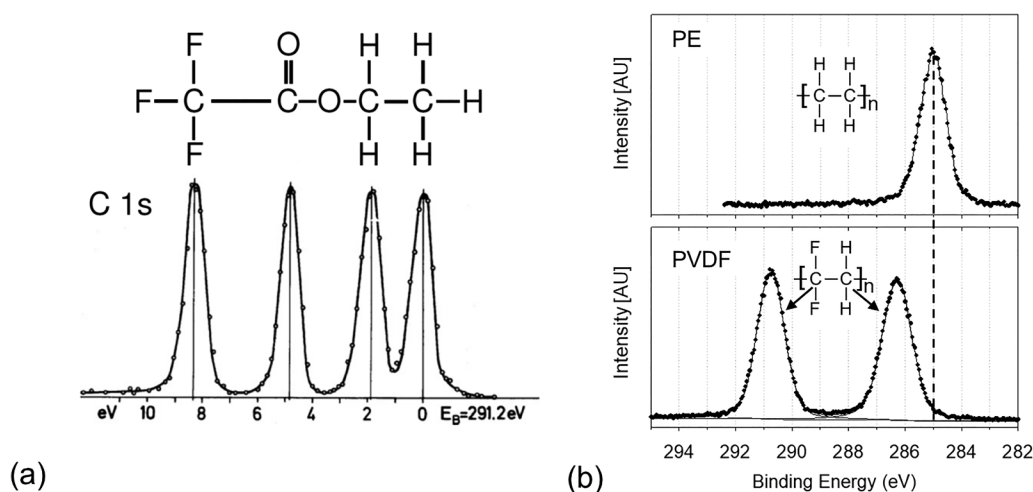 F O H H
F C C O C C H
F H H
C 1s
eV 10 8 6 4 2 0 E_B=291.2eV
(a)
PE
H H
[C C]n
H H
Intensity [AU]
PVDF
F H
[C C]n
F H
Intensity [AU]
294 292 290 288 286 285 284 282
Binding Energy (eV)
(b)